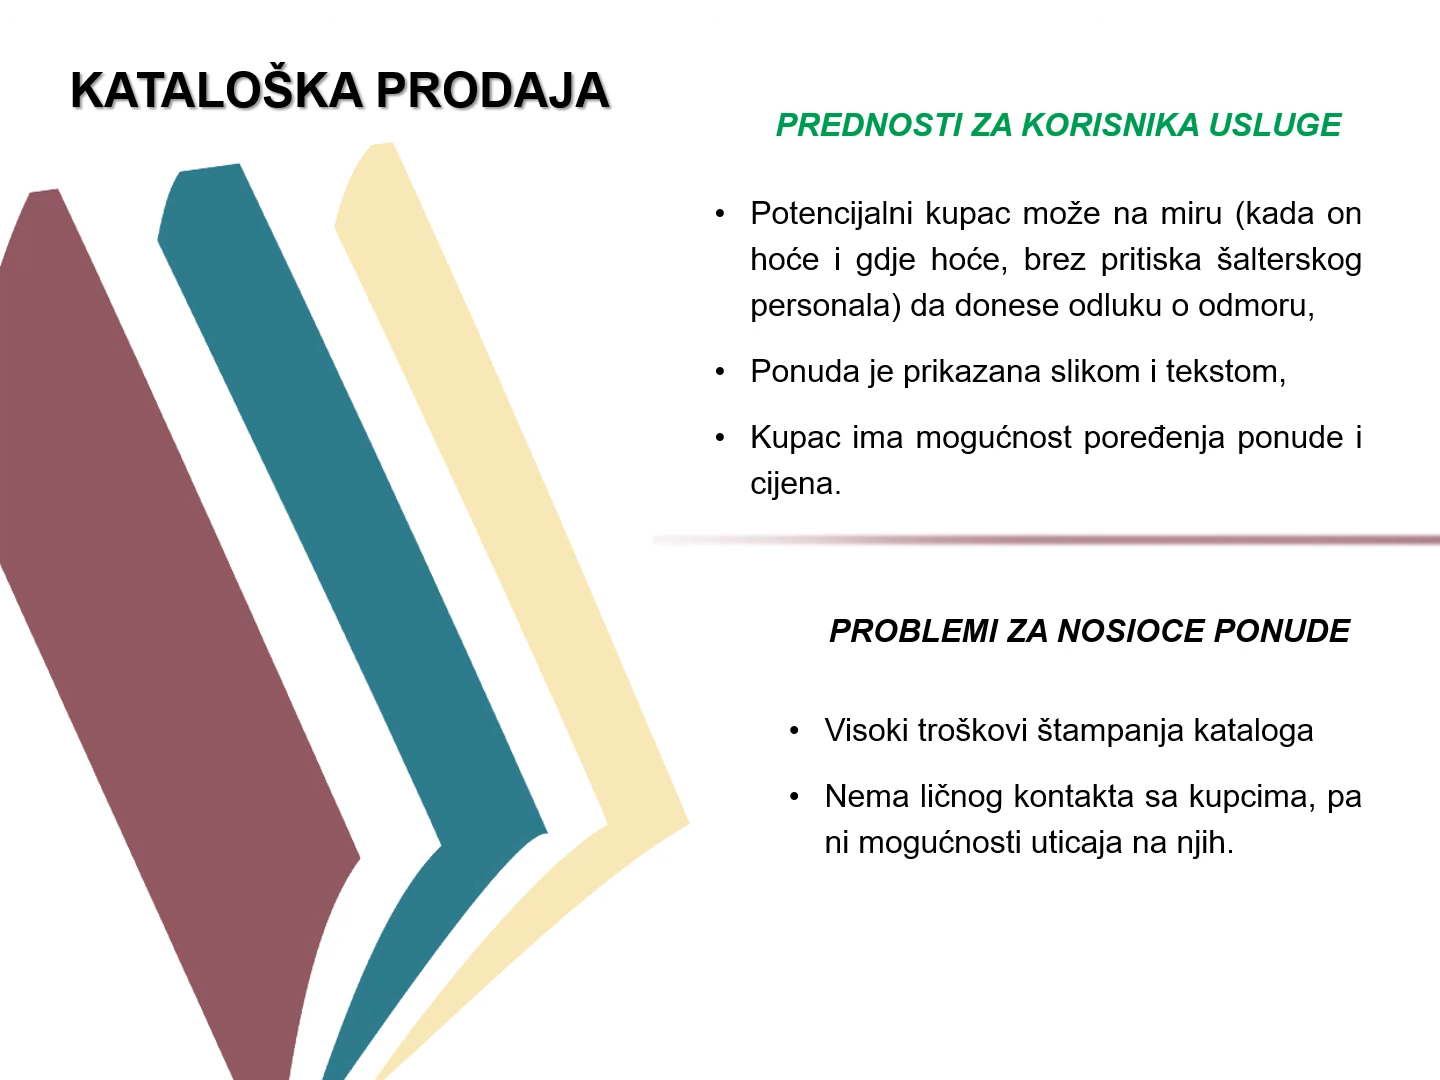 KATALOŠKA PRODAJA
PREDNOSTI ZA KORISNIKA USLUGE
• Potencijalni kupac može na miru (kada on
hoće i gdje hoće, brez pritiska šalterskog
personala) da donese odluku o odmoru,
• Ponuda je prikazana slikom i tekstom,
• Kupac ima mogućnost poređenja ponude i
cijena.
PROBLEMI ZA NOSIOCE PONUDE
• Visoki troškovi štampanja kataloga
• Nema ličnog kontakta sa kupcima, pa
ni mogućnosti uticaja na njih.